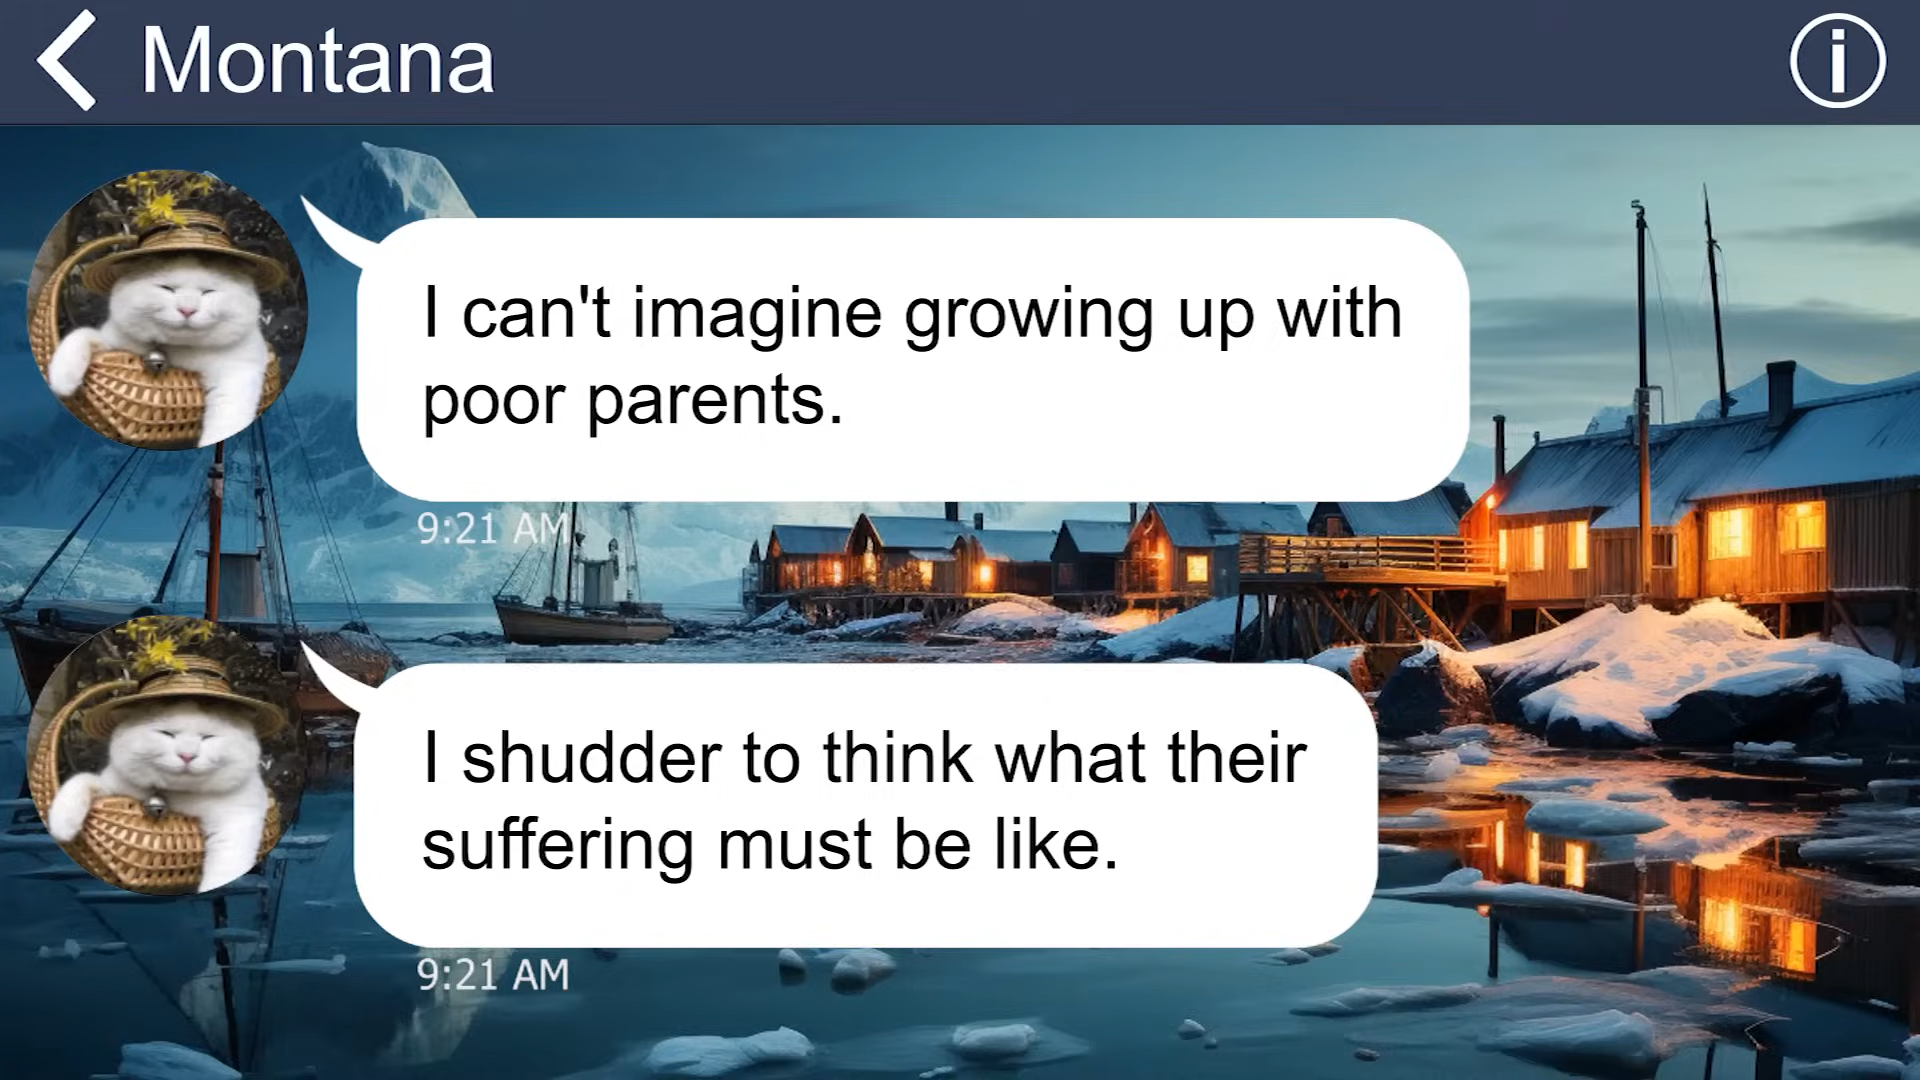 Montana
I can't imagine growing up with
poor parents.
9:21 AM
I shudder to think what their
suffering must be like.
9:21 AM